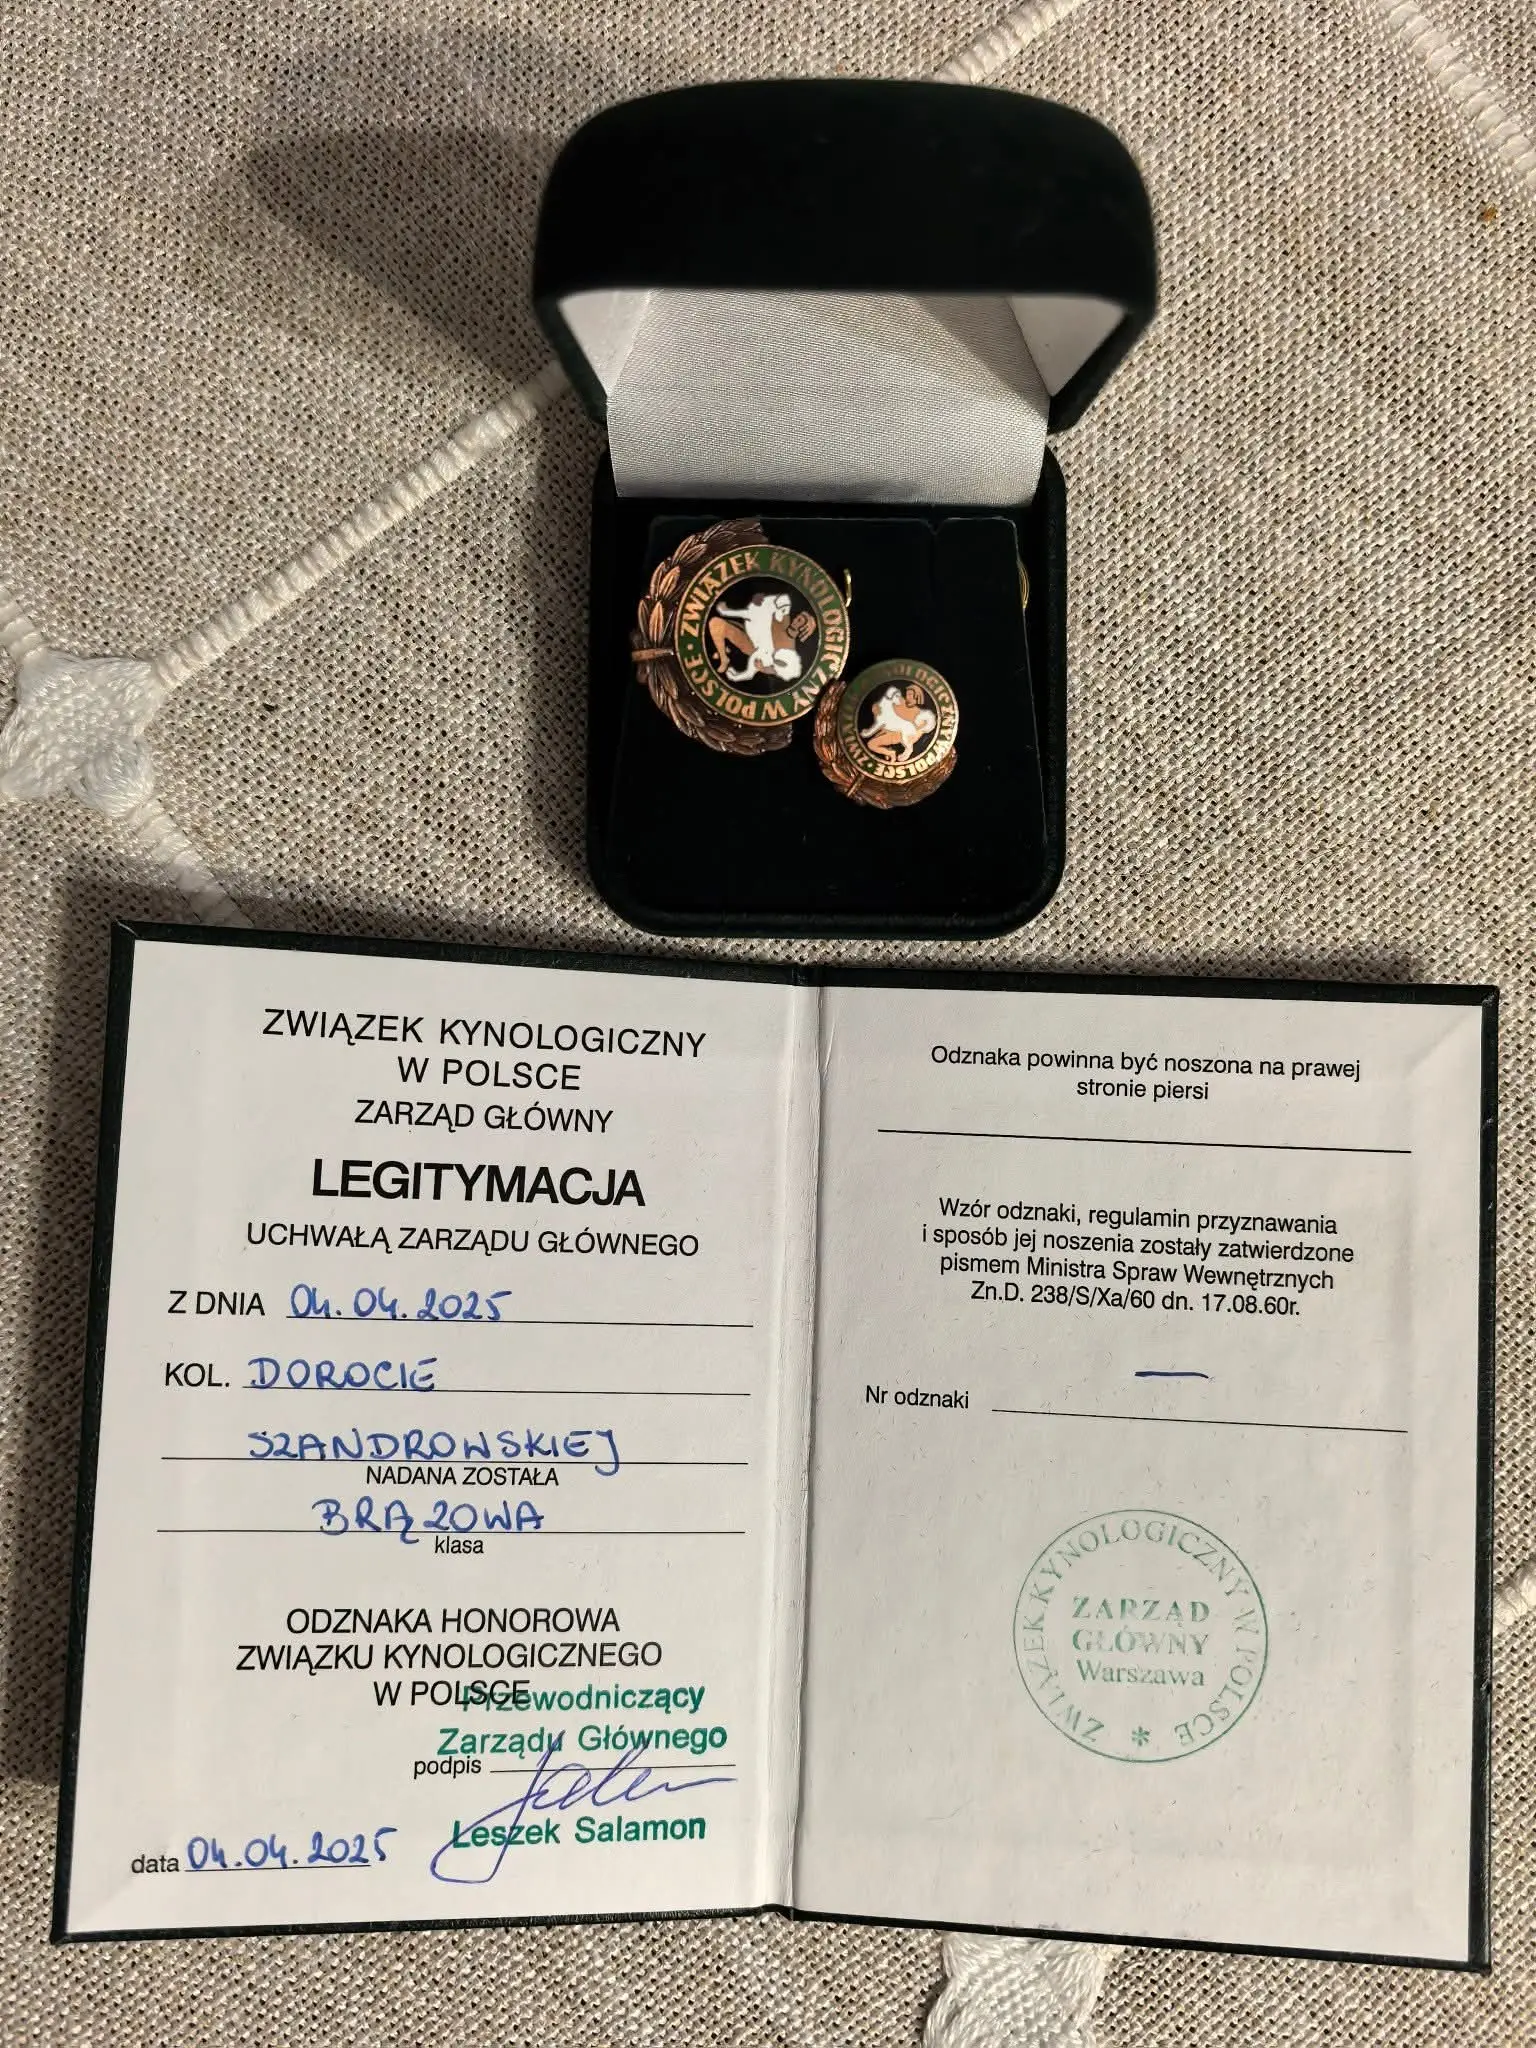 ZWIĄZEK KYNOLOGICZNY W POLSCE
ZWIĄZEK KYNOLOGICZNY W POLSCE
ZWIĄZEK KYNOLOGICZNY
W POLSCE
ZARZĄD GŁÓWNY
LEGITYMACJA
UCHWAŁĄ ZARZĄDU GŁÓWNEGO
Z DNIA 04.04.2025
KOL. DOROCIE
SZANDROWSKIEJ
NADANA ZOSTAŁA
BRĄZOWA
klasa
ODZNAKA HONOROWA
ZWIĄZKU KYNOLOGICZNEGO
W POLSCE
Przewodniczący
Zarządu Głównego
podpis
Leszek Salamon
data 04.04.2025
Odznaka powinna być noszona na prawej
stronie piersi
Wzór odznaki, regulamin przyznawania
i sposób jej noszenia zostały zatwierdzone
pismem Ministra Spraw Wewnętrznych
Zn.D. 238/S/Xa/60 dn. 17.08.60r.
Nr odznaki —
ZWIĄZEK KYNOLOGICZNY W POLSCE *
ZARZĄD
GŁÓWNY
Warszawa